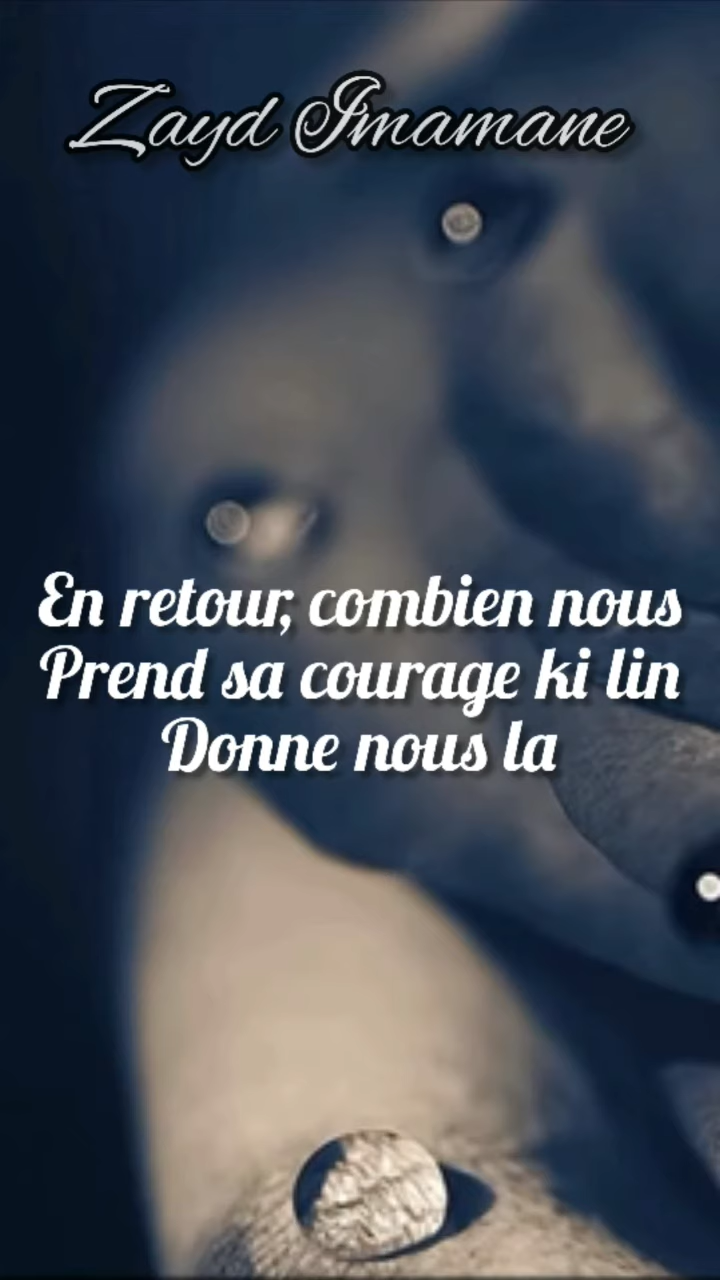 Zayd Imamane
En retour, combien nous
Prend sa courage ki lin
Donne nous la